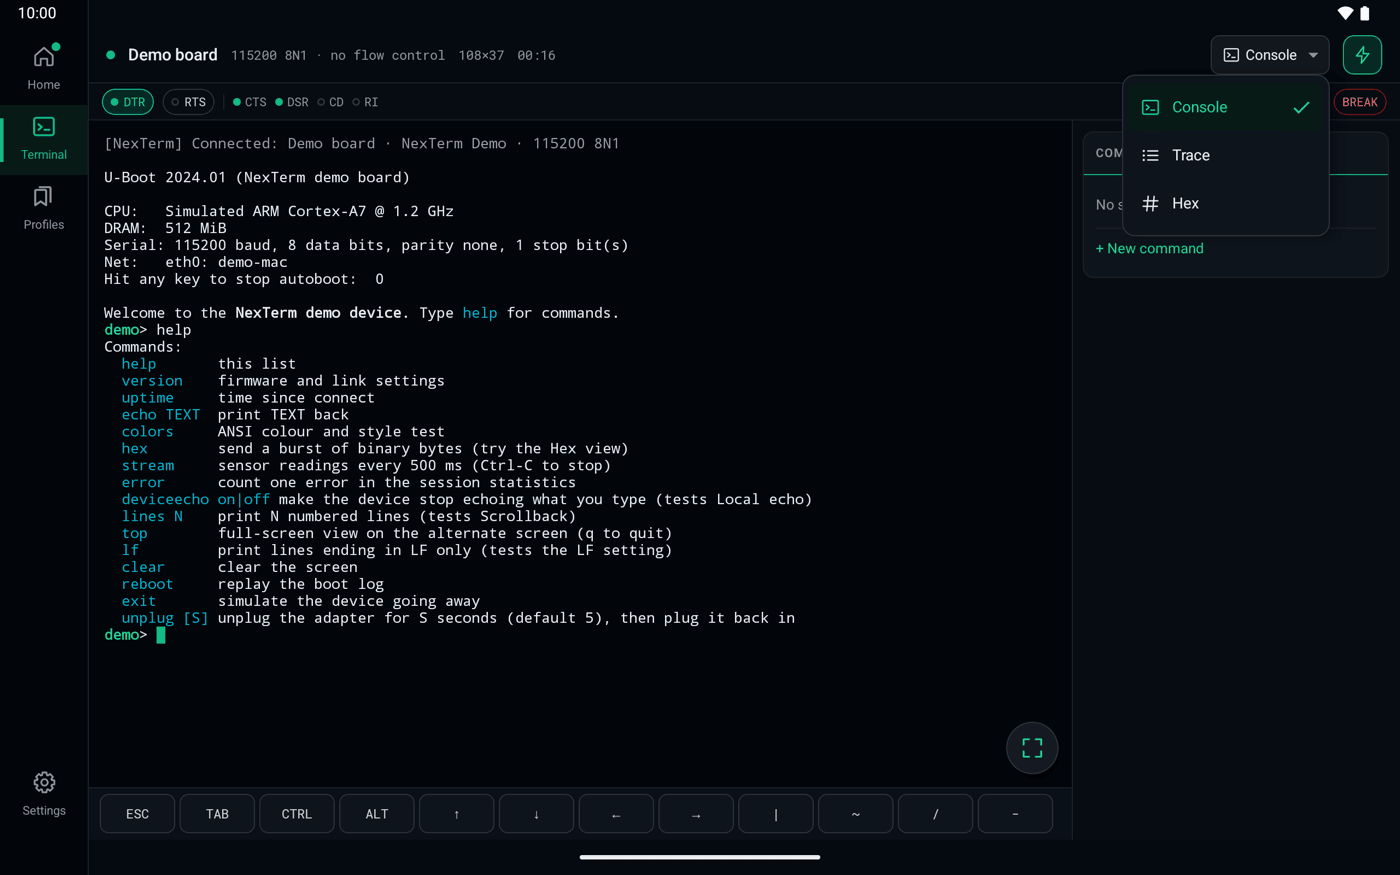 10:00
Home
Terminal
Profiles
Settings
Demo board 115200 8N1 · no flow control 108×37 00:16
Console
DTR RTS CTS DSR CD RI
BREAK
Console
Trace
Hex
[NexTerm] Connected: Demo board · NexTerm Demo · 115200 8N1
U-Boot 2024.01 (NexTerm demo board)
CPU: Simulated ARM Cortex-A7 @ 1.2 GHz
DRAM: 512 MiB
Serial: 115200 baud, 8 data bits, parity none, 1 stop bit(s)
Net: eth0: demo-mac
Hit any key to stop autoboot: 0
Welcome to the NexTerm demo device. Type help for commands.
demo> help
Commands:
help this list
version firmware and link settings
uptime time since connect
echo TEXT print TEXT back
colors ANSI colour and style test
hex send a burst of binary bytes (try the Hex view)
stream sensor readings every 500 ms (Ctrl-C to stop)
error count one error in the session statistics
deviceecho on|off make the device stop echoing what you type (tests Local echo)
lines N print N numbered lines (tests Scrollback)
top full-screen view on the alternate screen (q to quit)
lf print lines ending in LF only (tests the LF setting)
clear clear the screen
reboot replay the boot log
exit simulate the device going away
unplug [S] unplug the adapter for S seconds (default 5), then plug it back in
demo>
COM
No s
+ New command
ESC TAB CTRL ALT ↑ ↓ ← → | ~ / -